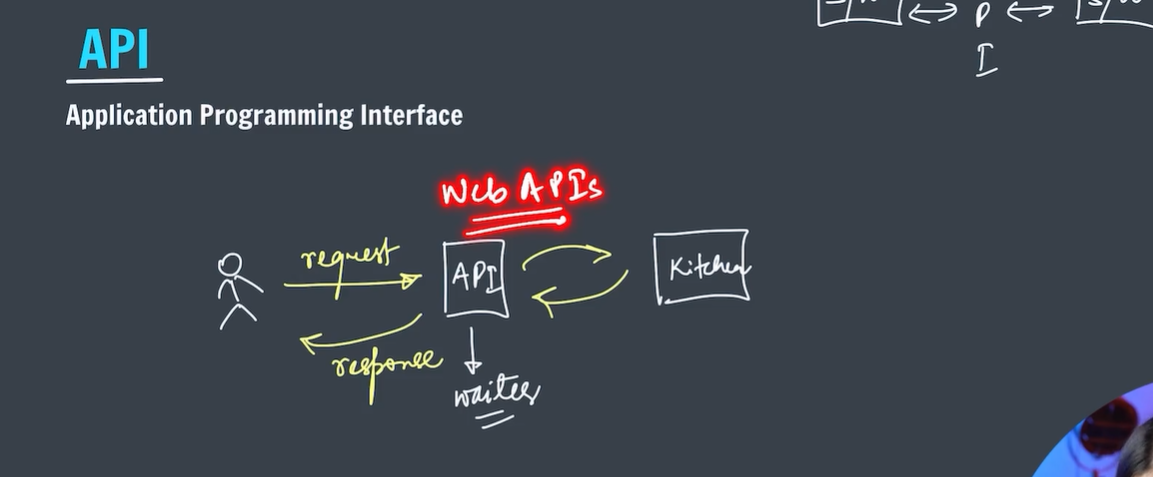 API
P
I
Application Programming Interface
Web APIs
request
API
Kitchen
response
waiter